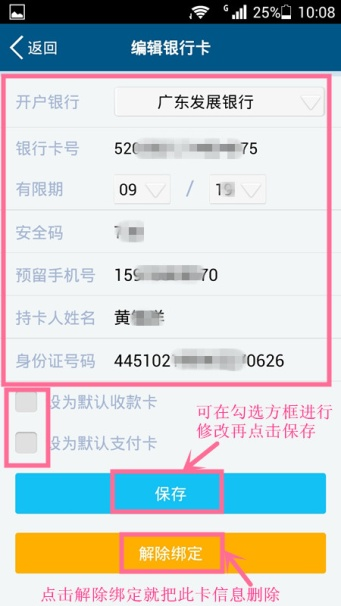 G 25% 10:08
返回 编辑银行卡
开户银行 广东发展银行
银行卡号 520 75
有限期 09 / 1
安全码
预留手机号 159 70
持卡人姓名 黄
身份证号码 445102 0626
设为默认收款卡
设为默认支付卡
可在勾选方框进行
修改再点击保存
保存
解除绑定
点击解除绑定就把此卡信息删除